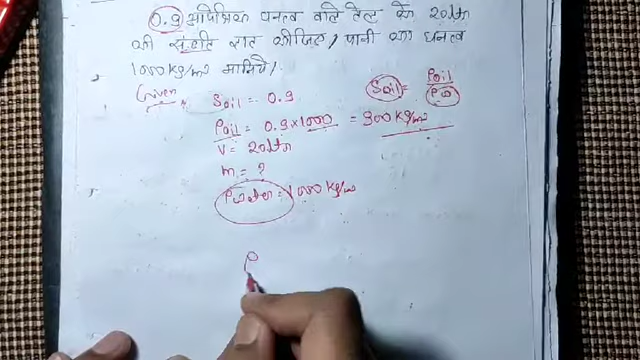 0.9 आपेक्षिक घनत्व वाले तेल के 20 ltr
की संहति ज्ञात कीजिए, पानी का घनत्व
1000 kg/m3 मानिये।
Given
Soil = 0.9
Soil = ρoil / ρω
ρoil = 0.9×1000 = 900 kg/m3
V = 20 ltr
m = ?
ρwater = 1000 kg/m3
ρ